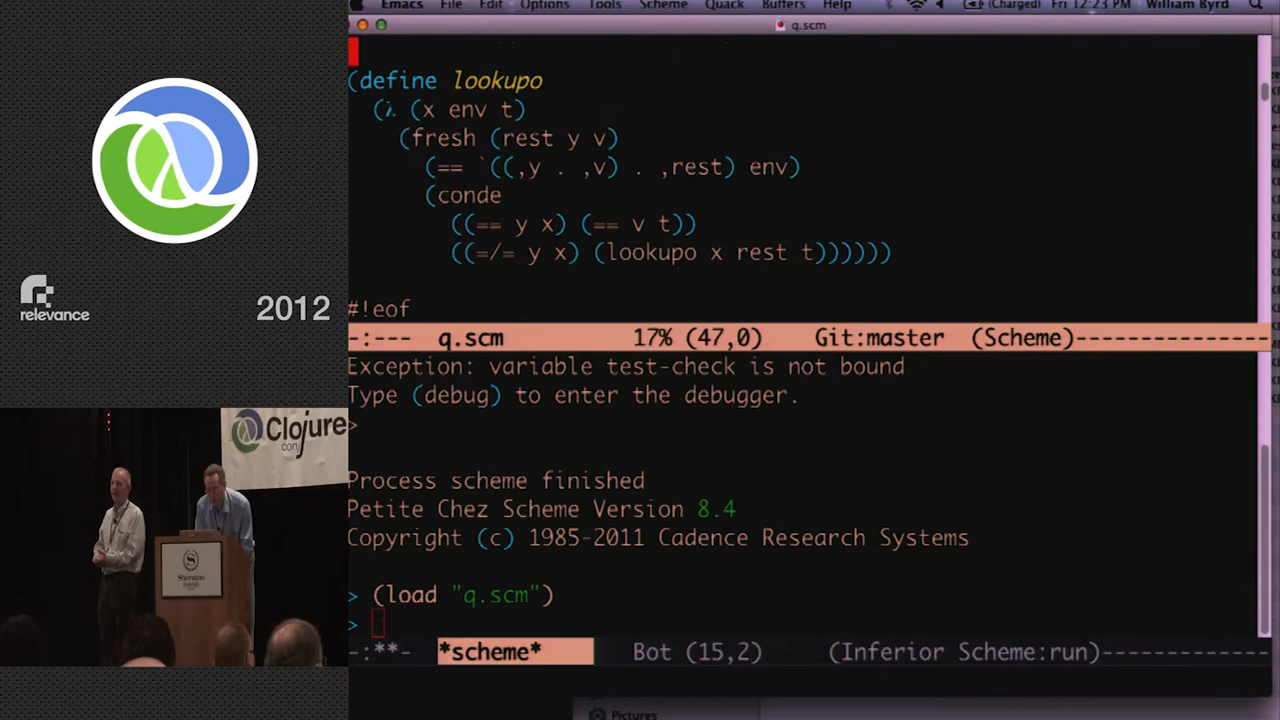 Emacs File Edit Options Tools Scheme Quack Buffers Help (Charged) Fri 12:23 PM William Byrd
q.scm
(define lookupo
(λ (x env t)
(fresh (rest y v)
(== `((,y . ,v) . ,rest) env)
(conde
((== y x) (== v t))
((=/= y x) (lookupo x rest t))))))
#!eof
-:--- q.scm 17% (47,0) Git:master (Scheme)--------------
Exception: variable test-check is not bound
Type (debug) to enter the debugger.
>
Process scheme finished
Petite Chez Scheme Version 8.4
Copyright (c) 1985-2011 Cadence Research Systems
> (load "q.scm")
>
-:**- *scheme* Bot (15,2) (Inferior Scheme:run)-------------
Pictures
relevance
2012
Clojure
conj
Sheraton